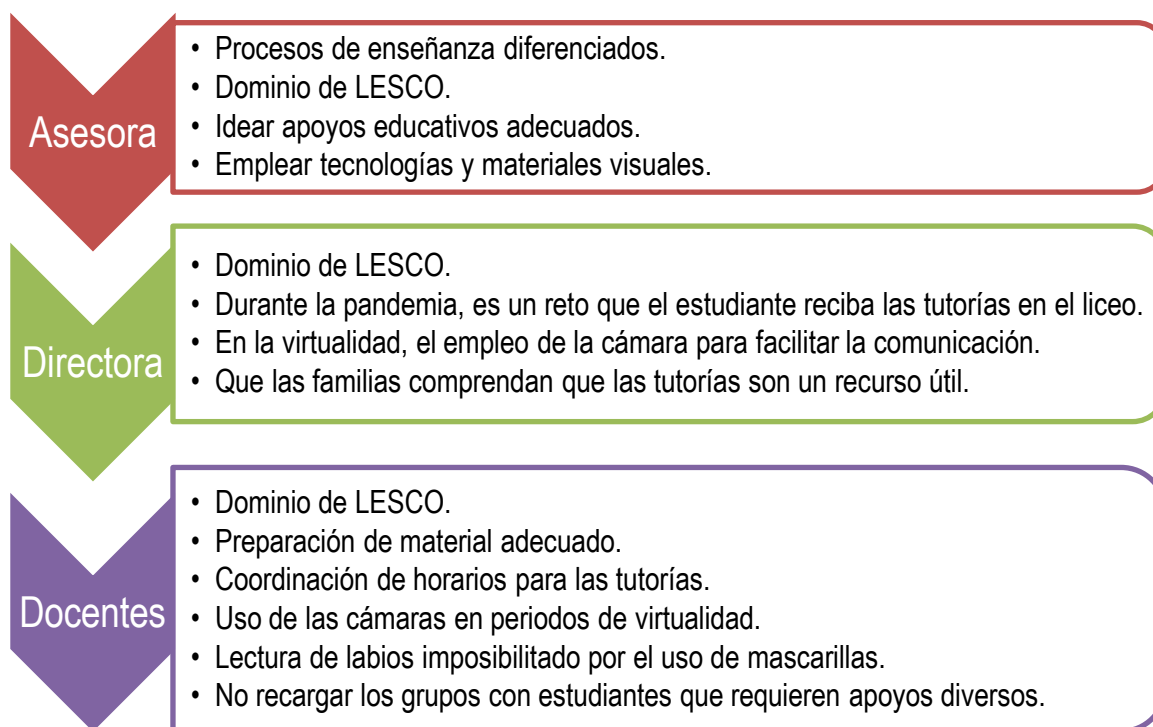 Asesora
• Procesos de enseñanza diferenciados.
• Dominio de LESCO.
• Idear apoyos educativos adecuados.
• Emplear tecnologías y materiales visuales.
Directora
• Dominio de LESCO.
• Durante la pandemia, es un reto que el estudiante reciba las tutorías en el liceo.
• En la virtualidad, el empleo de la cámara para facilitar la comunicación.
• Que las familias comprendan que las tutorías son un recurso útil.
Docentes
• Dominio de LESCO.
• Preparación de material adecuado.
• Coordinación de horarios para las tutorías.
• Uso de las cámaras en periodos de virtualidad.
• Lectura de labios imposibilitado por el uso de mascarillas.
• No recargar los grupos con estudiantes que requieren apoyos diversos.